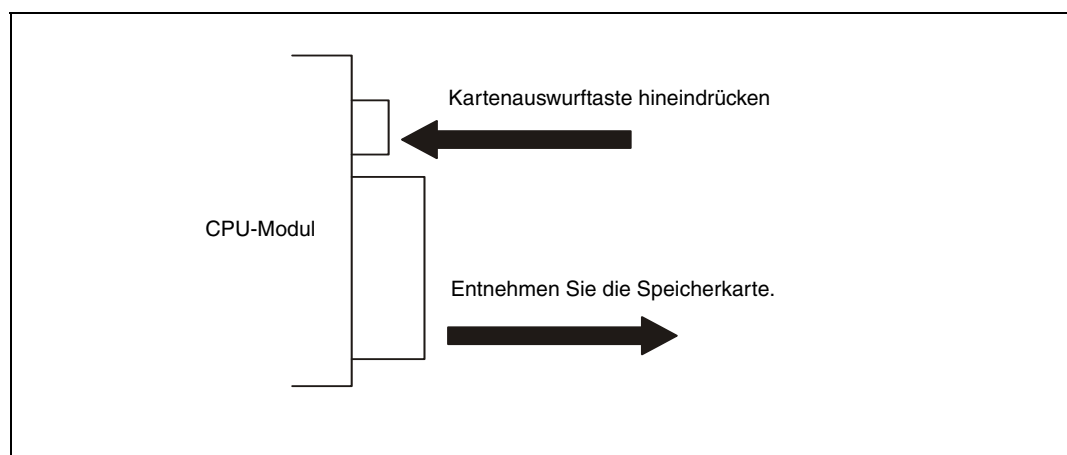 Kartenauswurftaste hineindrücken
CPU-Modul
Entnehmen Sie die Speicherkarte.